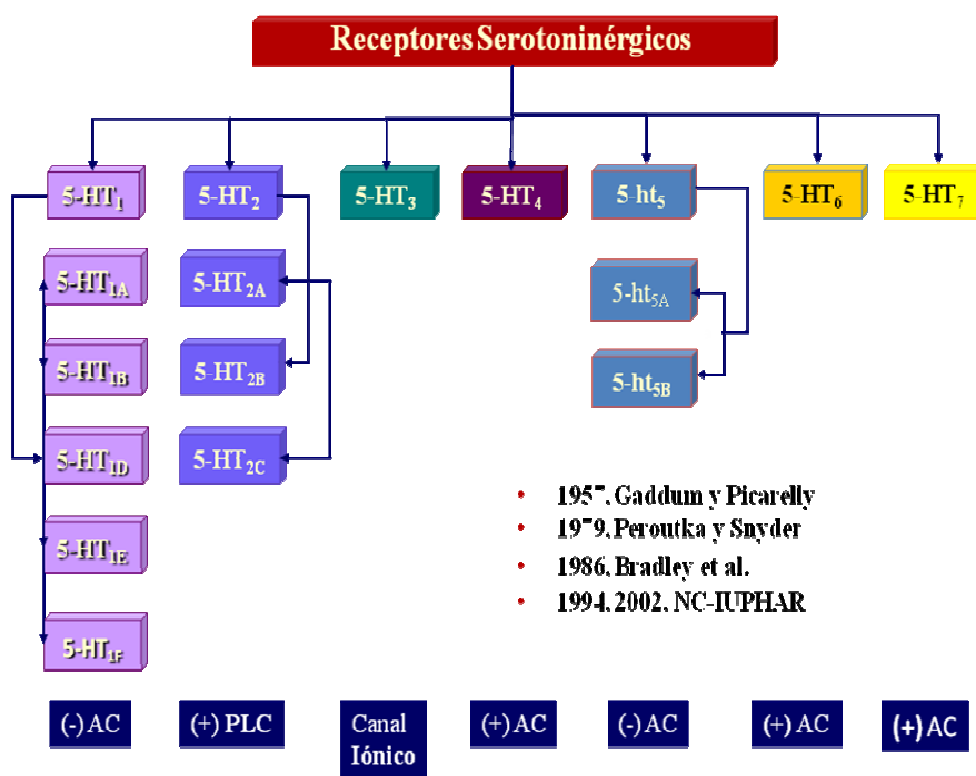 Receptores Serotoninérgicos
5-HT₁
5-HT₂
5-HT₃
5-HT₄
5-ht₅
5-HT₆
5-HT₇
5-HT₁A
5-HT₂A
5-ht₅A
5-HT₁B
5-HT₂B
5-ht₅B
5-HT₁D
5-HT₂C
5-HT₁E
5-HT₁F
• 1957, Gaddum y Picarelly
• 1979, Peroutka y Snyder
• 1986, Bradley et al.
• 1994, 2002, NC-IUPHAR
(-) AC
(+) PLC
Canal
Iónico
(+) AC
(-) AC
(+) AC
(+) AC